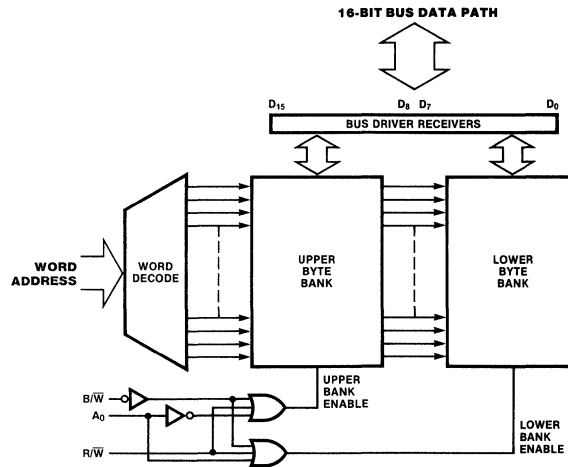 16-BIT BUS DATA PATH
D15 D8 D7 D0
BUS DRIVER RECEIVERS
WORD
ADDRESS
WORD
DECODE
UPPER
BYTE
BANK
LOWER
BYTE
BANK
UPPER
BANK
ENABLE
B/W̅
A0
R/W̅
LOWER
BANK
ENABLE